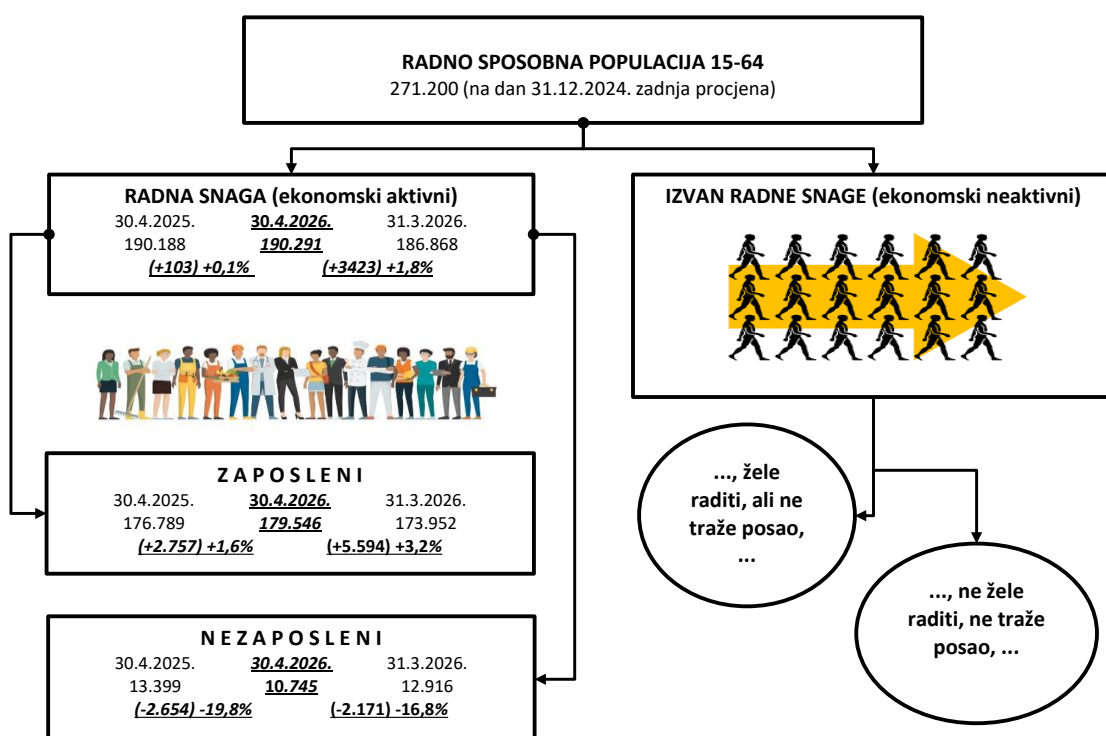 RADNO SPOSOBNA POPULACIJA 15-64
271.200 (na dan 31.12.2024. zadnja procjena)
RADNA SNAGA (ekonomski aktivni)
30.4.2025. 30.4.2026. 31.3.2026.
190.188 190.291 186.868
(+103) +0,1% (+3423) +1,8%
IZVAN RADNE SNAGE (ekonomski neaktivni)
Z A P O S L E N I
30.4.2025. 30.4.2026. 31.3.2026.
176.789 179.546 173.952
(+2.757) +1,6% (+5.594) +3,2%
N E Z A P O S L E N I
30.4.2025. 30.4.2026. 31.3.2026.
13.399 10.745 12.916
(-2.654) -19,8% (-2.171) -16,8%
..., žele
raditi, ali ne
traže posao,
...
..., ne žele
raditi, ne traže
posao, ...